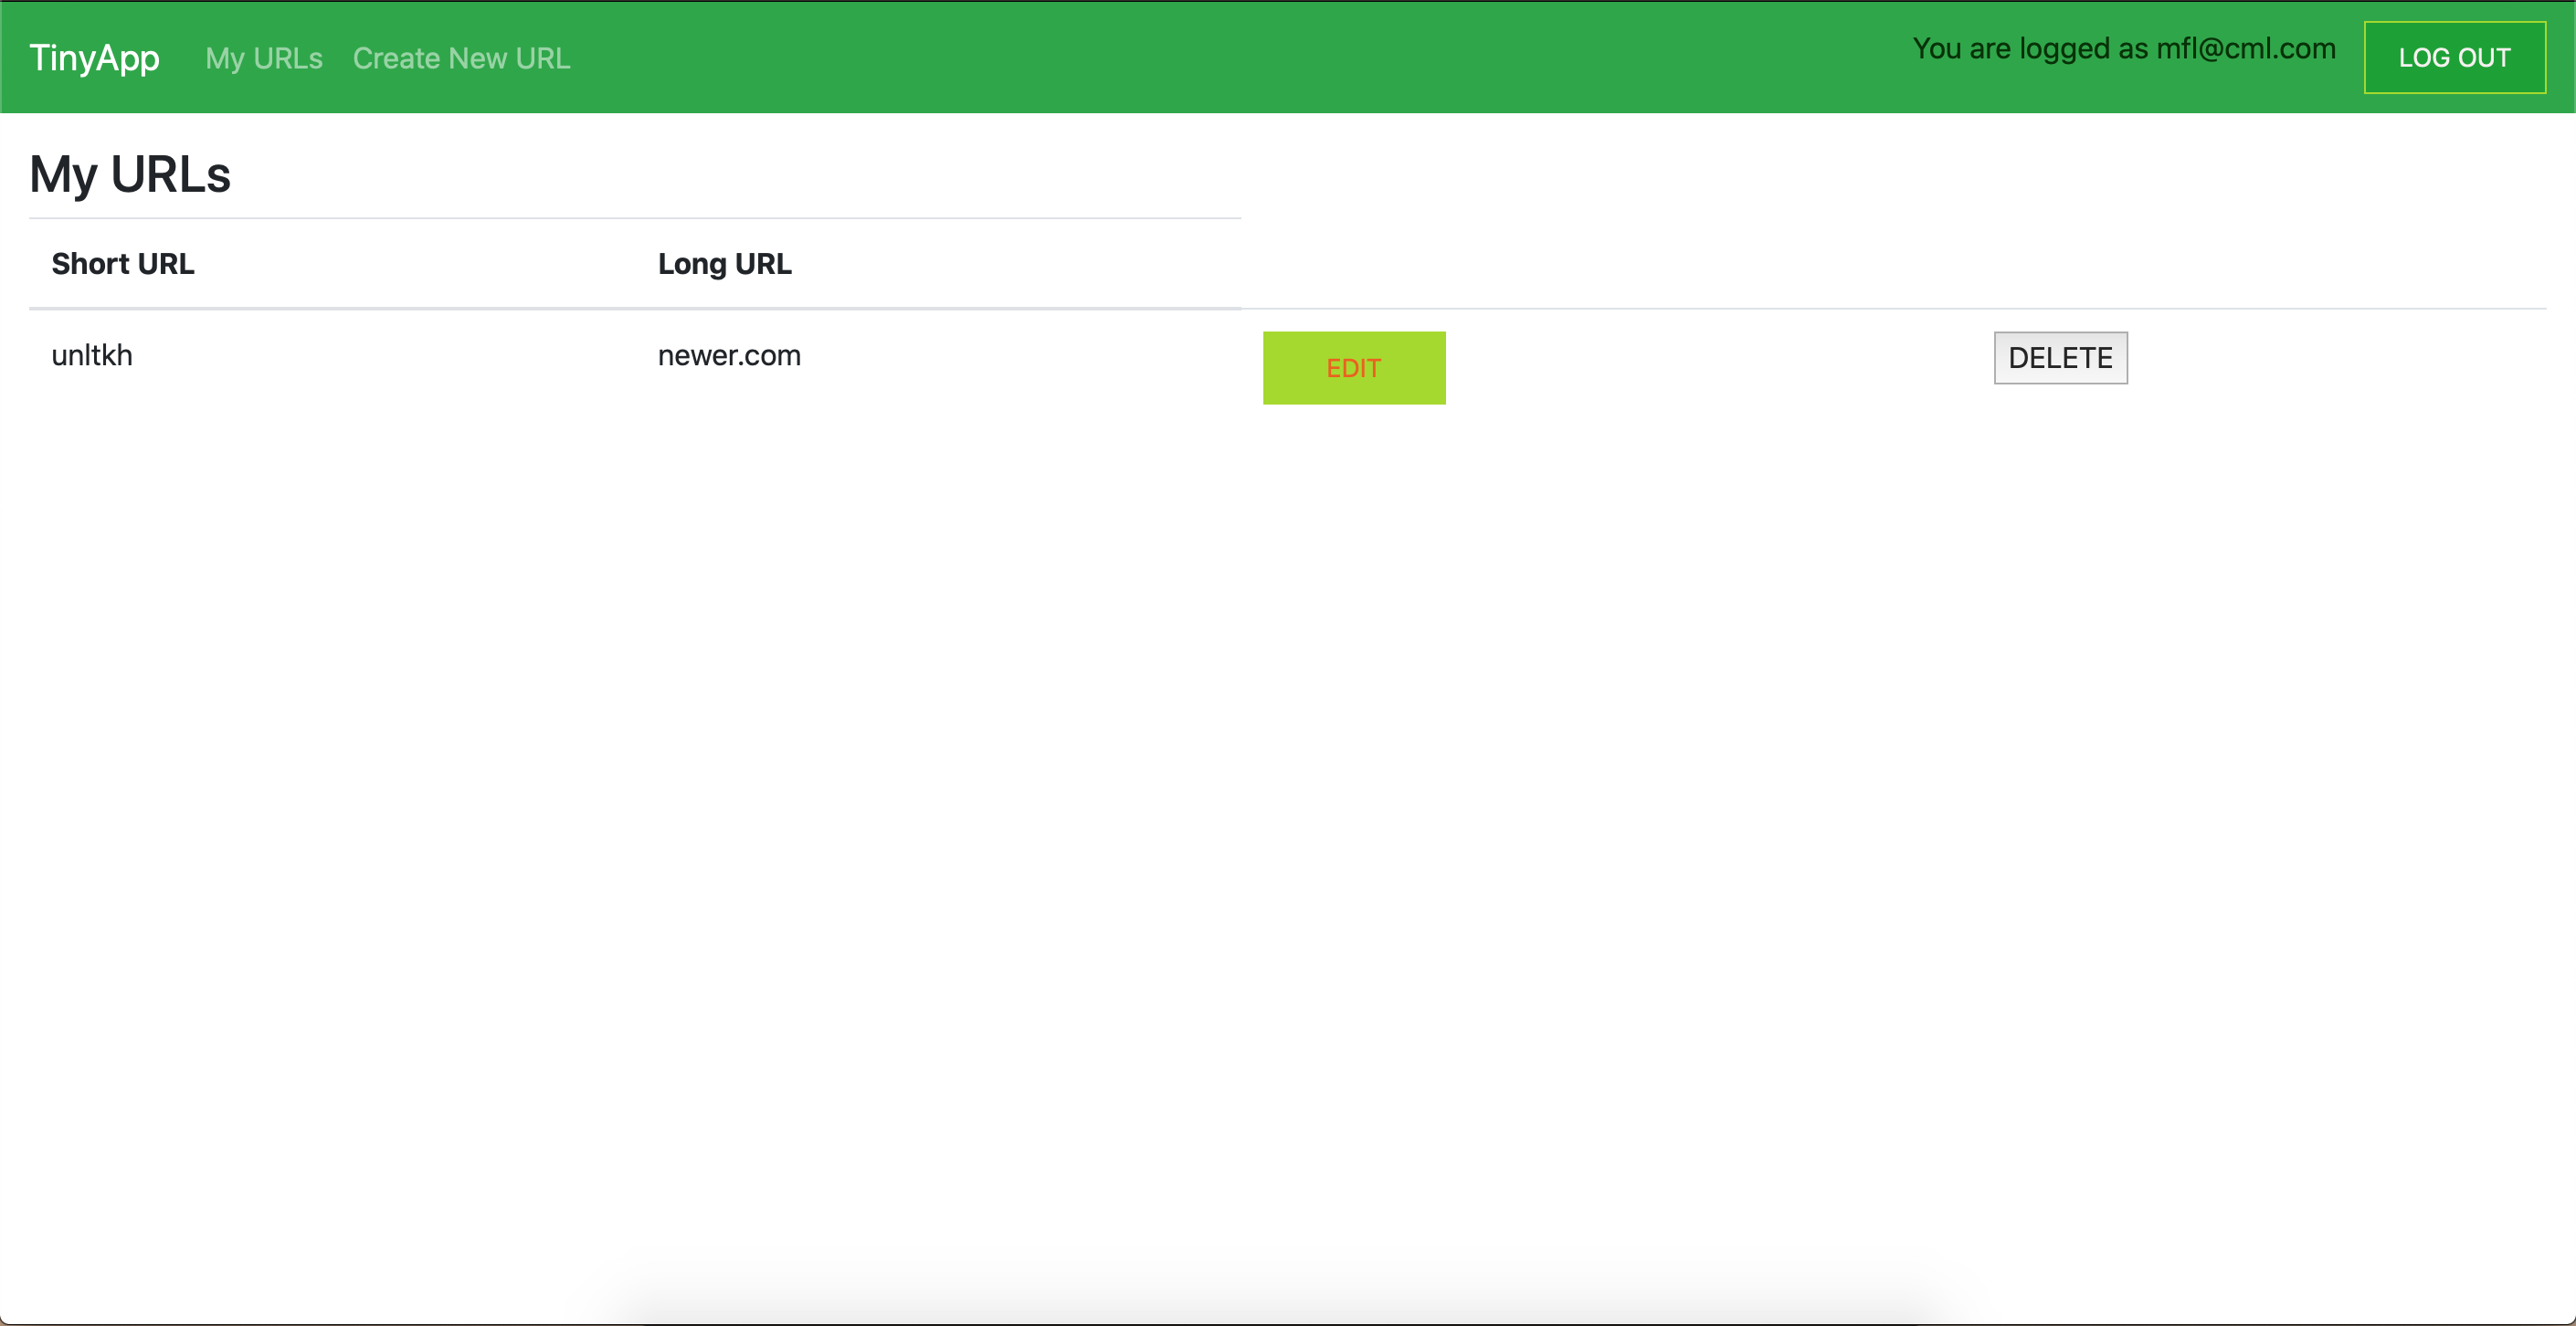 TinyApp My URLs Create New URL You are logged as mfl@cml.com LOG OUT
My URLs
Short URL Long URL
unltkh newer.com EDIT DELETE